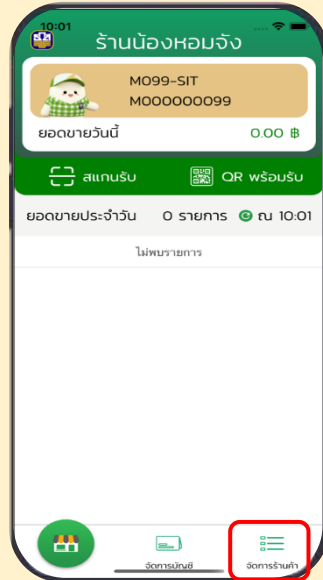 10:01
ร้านน้องหอมจัง
M099-SIT
M000000099
ยอดขายวันนี้ 0.00 ฿
สแกนรับ QR พร้อมรับ
ยอดขายประจำวัน 0 รายการ ณ 10:01
ไม่พบรายการ
จัดการบัญชี จัดการร้านค้า